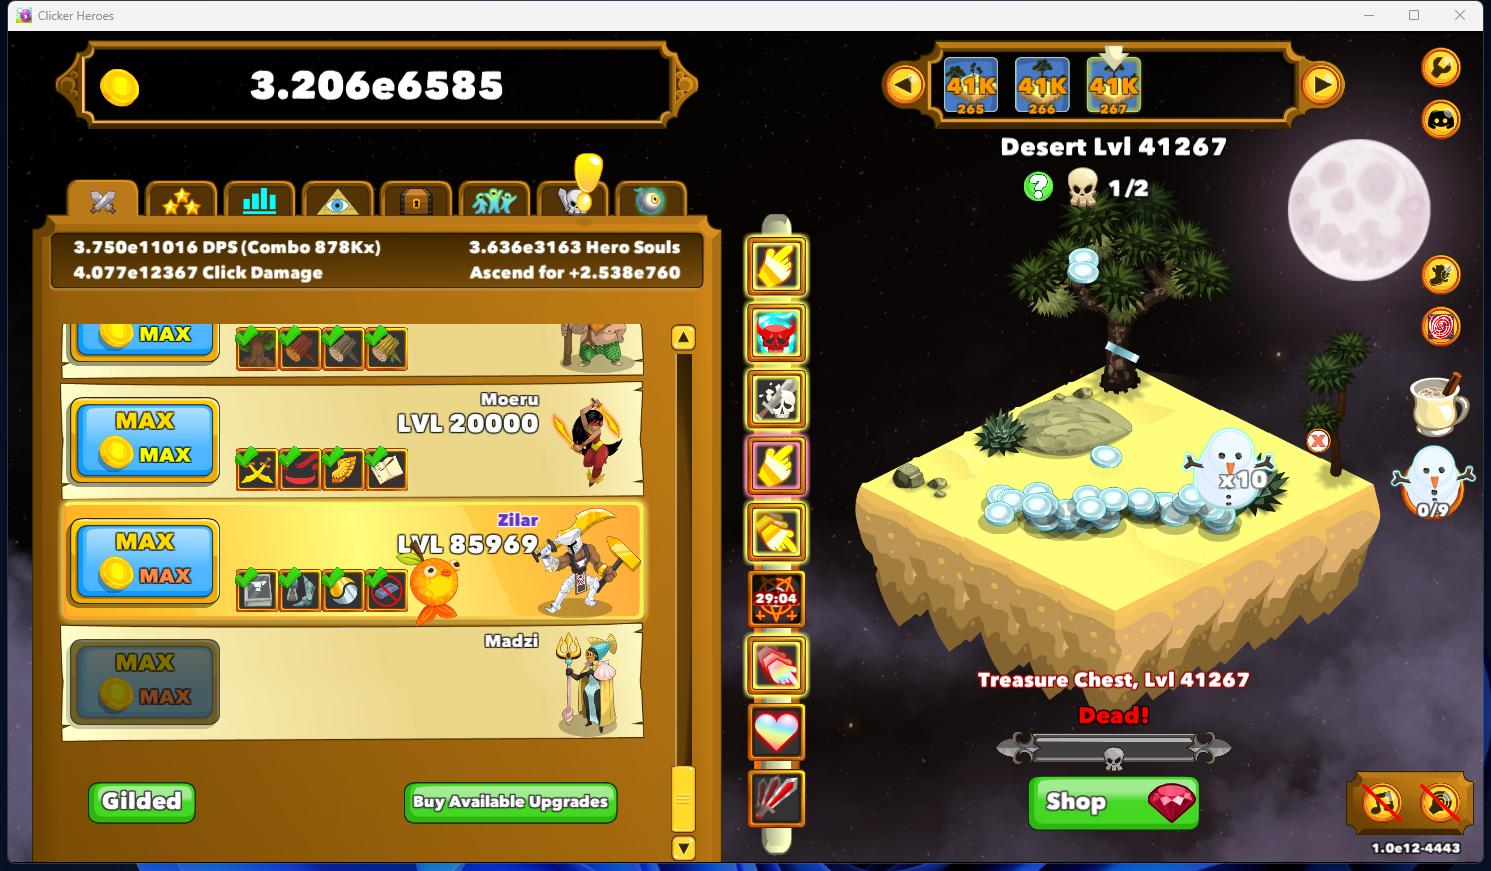 Clicker Heroes
3.206e6585
41K 41K 41K
265 266 267
Desert Lvl 41267
1/2
3.750e11016 DPS (Combo 878Kx)
3.636e3163 Hero Souls
4.077e12367 Click Damage
Ascend for +2.538e760
MAX
Moeru
LVL 20000
MAX
MAX
Zilar
LVL 85969
MAX
MAX
Madzi
MAX
MAX
Gilded
Buy Available Upgrades
29:04
x10
0/9
Treasure Chest, Lvl 41267
Dead!
Shop
1.0e12-4443